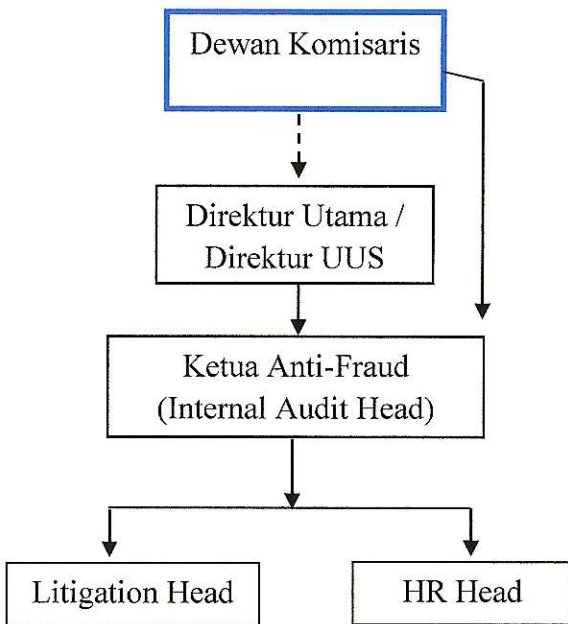 Dewan Komisaris
Direktur Utama /
Direktur UUS
Ketua Anti-Fraud
(Internal Audit Head)
Litigation Head
HR Head